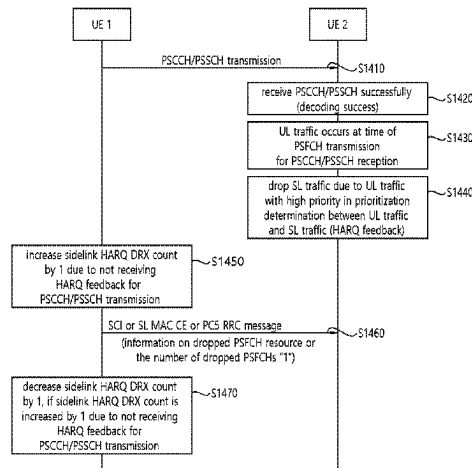 UE 1
UE 2
PSCCH/PSSCH transmission
S1410
receive PSCCH/PSSCH successfully
(decoding success)
S1420
UL traffic occurs at time of
PSFCH transmission
for PSCCH/PSSCH reception
S1430
drop SL traffic due to UL traffic
with high priority in prioritization
determination between UL traffic
and SL traffic (HARQ feedback)
S1440
increase sidelink HARQ DRX count
by 1 due to not receiving
HARQ feedback for
PSCCH/PSSCH transmission
S1450
SCI or SL MAC CE or PC5 RRC message
S1460
(information on dropped PSFCH resource or
the number of dropped PSFCHs "1")
decrease sidelink HARQ DRX count
by 1, if sidelink HARQ DRX count is
increased by 1 due to not receiving
HARQ feedback for
PSCCH/PSSCH transmission
S1470